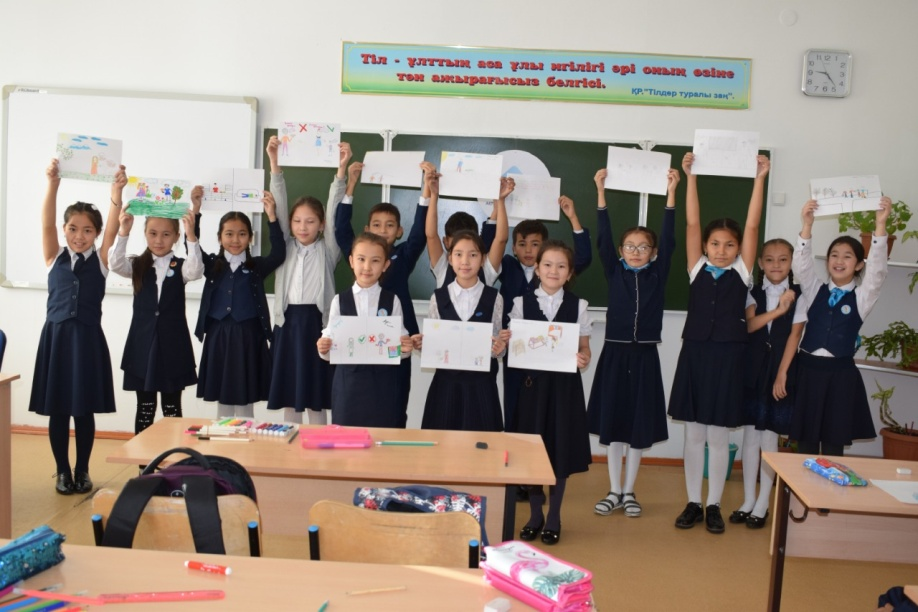 Тіл - ұлттың аса ұлы игілігі әрі оның өзіне
тән ажырағысыз белгісі.
ҚР."Тілдер туралы заң".